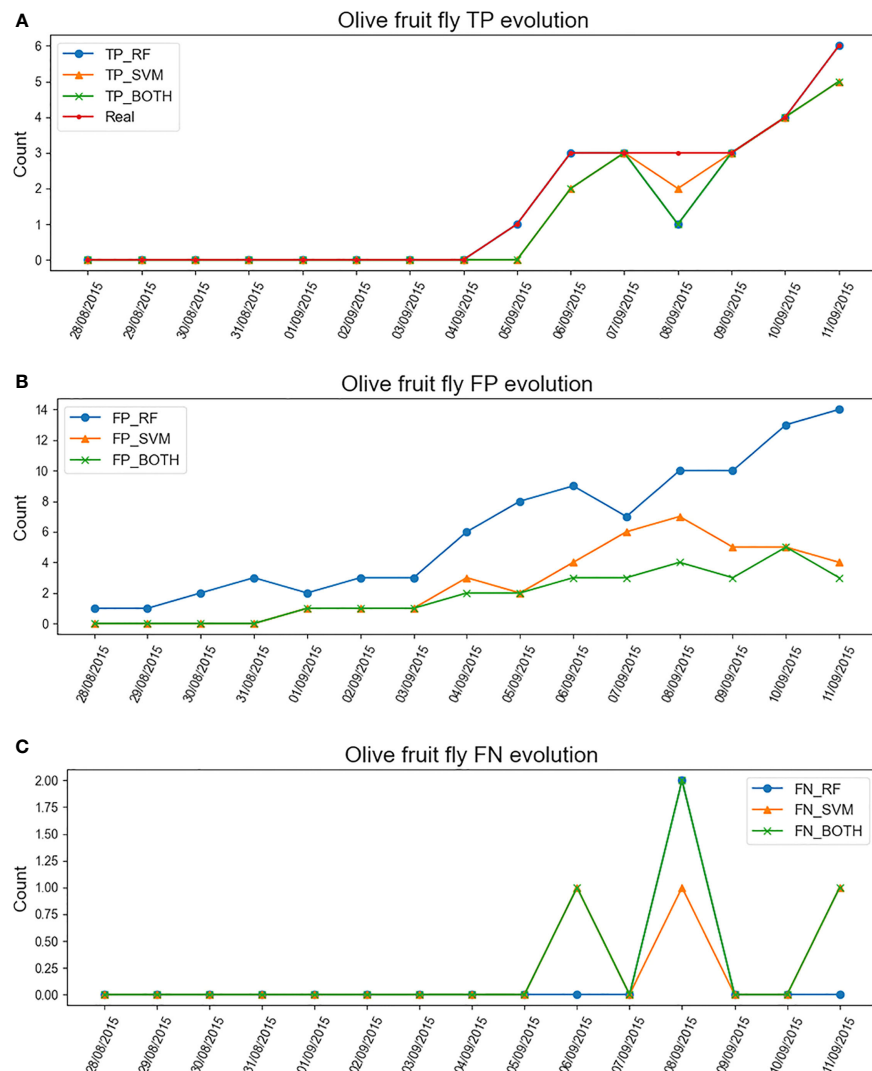 A
Olive fruit fly TP evolution
TP_RF
TP_SVM
TP_BOTH
Real
Count
6
5
4
3
2
1
0
28/08/2015 29/08/2015 30/08/2015 31/08/2015 01/09/2015 02/09/2015 03/09/2015 04/09/2015 05/09/2015 06/09/2015 07/09/2015 08/09/2015 09/09/2015 10/09/2015 11/09/2015
B
Olive fruit fly FP evolution
FP_RF
FP_SVM
FP_BOTH
Count
14
12
10
8
6
4
2
0
28/08/2015 29/08/2015 30/08/2015 31/08/2015 01/09/2015 02/09/2015 03/09/2015 04/09/2015 05/09/2015 06/09/2015 07/09/2015 08/09/2015 09/09/2015 10/09/2015 11/09/2015
C
Olive fruit fly FN evolution
FN_RF
FN_SVM
FN_BOTH
Count
2.00
1.75
1.50
1.25
1.00
0.75
0.50
0.25
0.00
28/08/2015 29/08/2015 30/08/2015 31/08/2015 01/09/2015 02/09/2015 03/09/2015 04/09/2015 05/09/2015 06/09/2015 07/09/2015 08/09/2015 09/09/2015 10/09/2015 11/09/2015